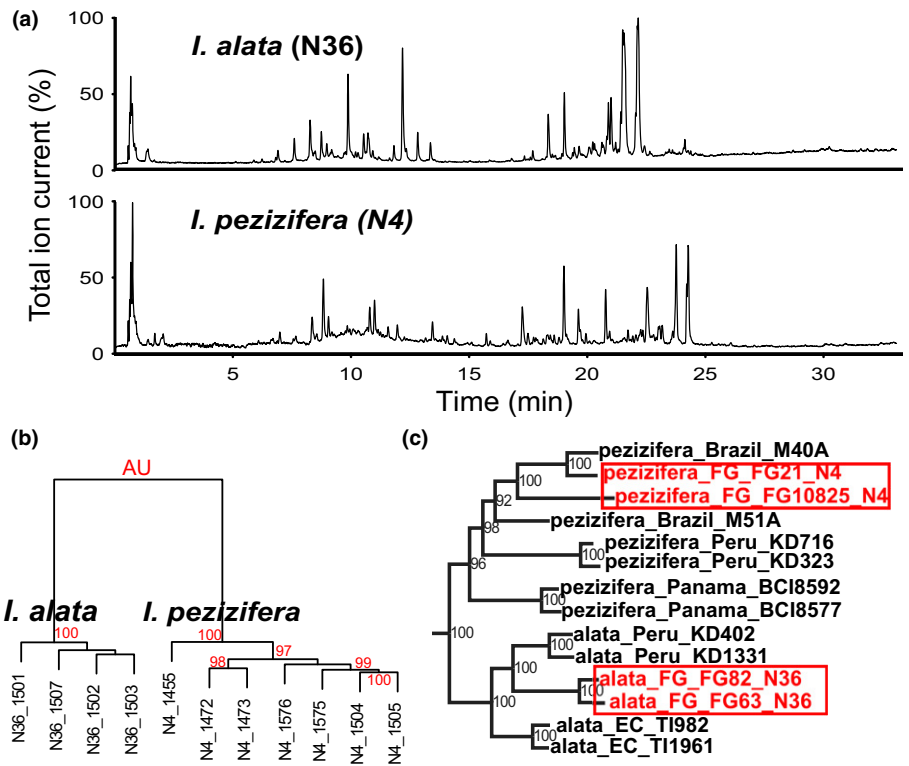 (a)
100
I. alata (N36)
50
0
100
I. pezizifera (N4)
50
0
Total ion current (%)
5 10 15 20 25 30
Time (min)
(b)
AU
I. alata
I. pezizifera
100
100
97
98
99
100
N36_1501
N36_1507
N36_1502
N36_1503
N4_1455
N4_1472
N4_1473
N4_1576
N4_1575
N4_1504
N4_1505
(c)
pezizifera_Brazil_M40A
100
pezizifera_FG_FG21_N4
100
pezizifera_FG_FG10825_N4
92
pezizifera_Brazil_M51A
98
pezizifera_Peru_KD716
100
pezizifera_Peru_KD323
96
pezizifera_Panama_BCI8592
100
pezizifera_Panama_BCI8577
100
alata_Peru_KD402
100
alata_Peru_KD1331
100
alata_FG_FG82_N36
100
alata_FG_FG63_N36
100
alata_EC_TI982
100
alata_EC_TI1961